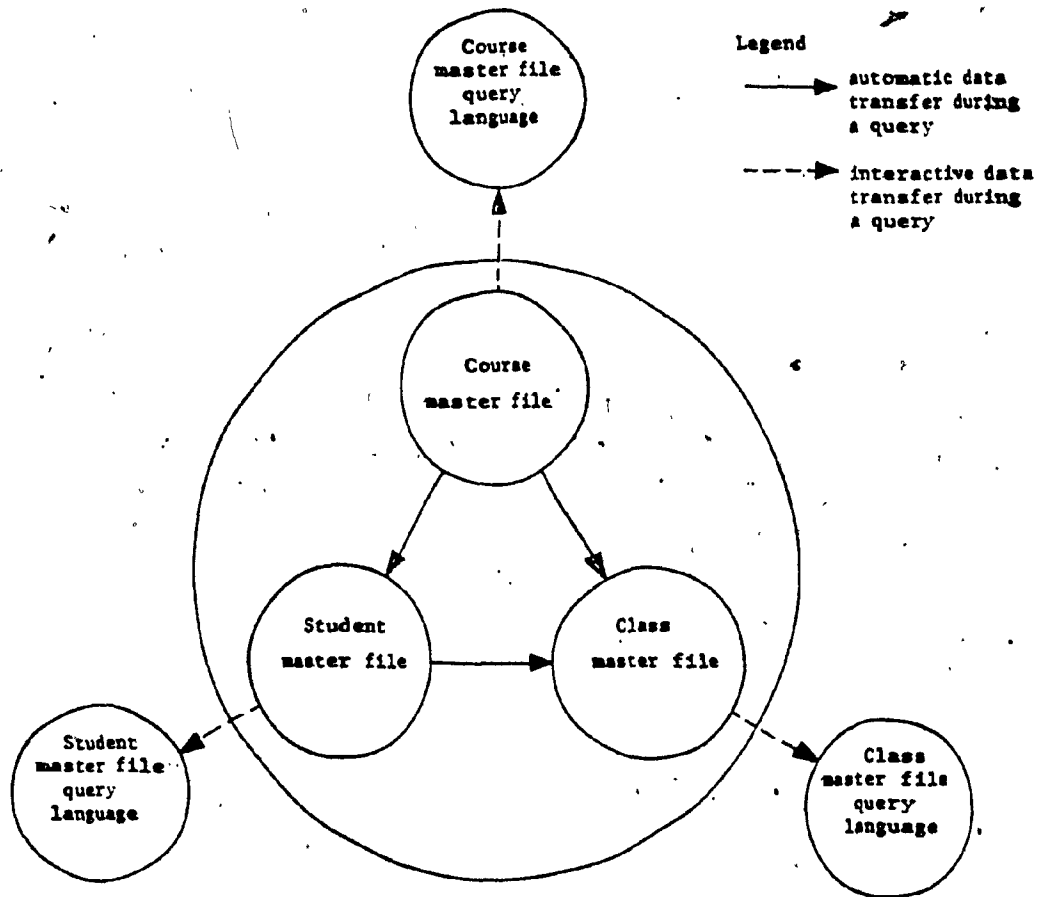 Course
master file
query
language
Legend
automatic data
transfer during
a query
interactive data
transfer during
a query
Course
master file
Student
master file
Class
master file
Student
master file
query
language
Class
master file
query
language